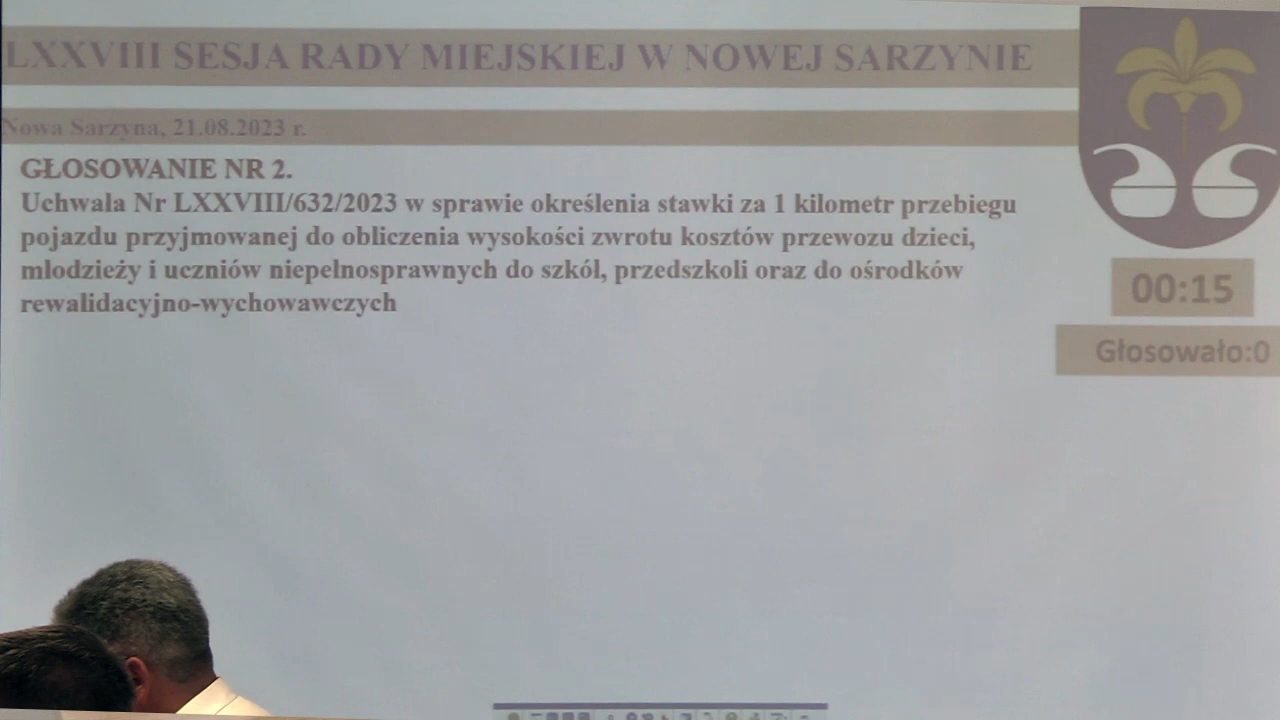 LXXVIII SESJA RADY MIEJSKIEJ W NOWEJ SARZYNIE
Nowa Sarzyna, 21.08.2023 r.
GŁOSOWANIE NR 2.
Uchwała Nr LXXVIII/632/2023 w sprawie określenia stawki za 1 kilometr przebiegu
pojazdu przyjmowanej do obliczenia wysokości zwrotu kosztów przewozu dzieci,
młodzieży i uczniów niepełnosprawnych do szkól, przedszkoli oraz do ośrodków
rewalidacyjno-wychowawczych
00:15
Głosowało:0